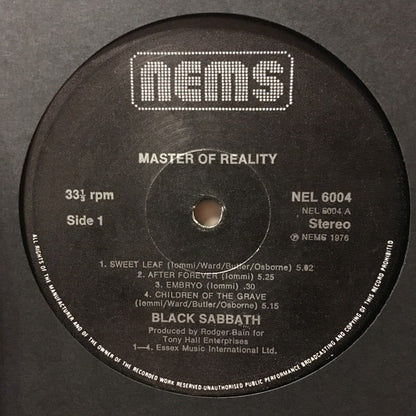 nems
MASTER OF REALITY
33⅓ rpm
Side 1
NEL 6004
NEL 6004 A
Stereo
℗ NEMS 1976
1. SWEET LEAF (Iommi/Ward/Butler/Osborne) 5.02
2. AFTER FOREVER (Iommi) 5.25
3. EMBRYO (Iommi) .30
4. CHILDREN OF THE GRAVE
(Iommi/Ward/Butler/Osborne) 5.15
BLACK SABBATH
Produced by Rodger Bain for
Tony Hall Enterprises
1—4. Essex Music International Ltd.
ALL RIGHTS OF THE MANUFACTURER AND OF THE OWNER OF THE RECORDED WORK RESERVED. UNAUTHORISED PUBLIC PERFORMANCE BROADCASTING AND COPYING OF THIS RECORD PROHIBITED